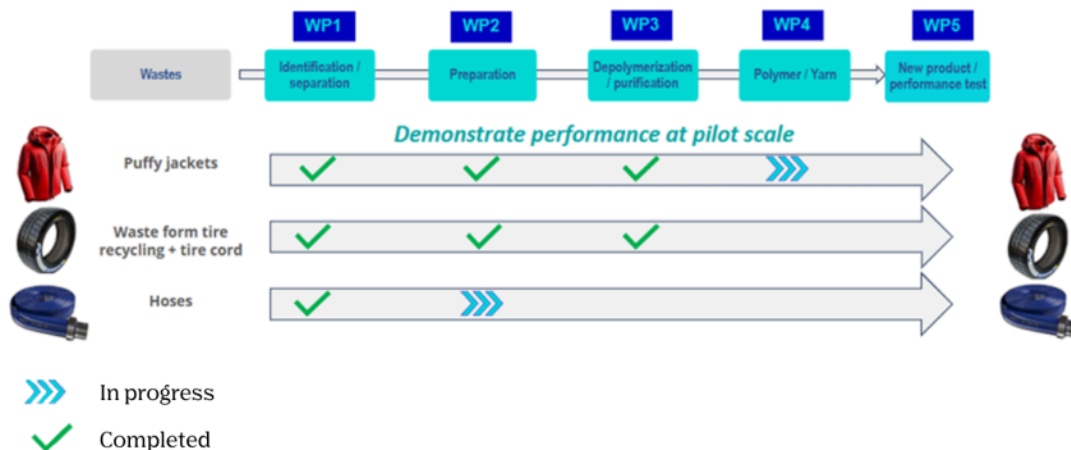 WP1
WP2
WP3
WP4
WP5
Wastes
Identification /
separation
Preparation
Depolymerization
/ purification
Polymer / Yarn
New product /
performance test
Demonstrate performance at pilot scale
Puffy jackets
Waste form tire
recycling + tire cord
Hoses
In progress
Completed